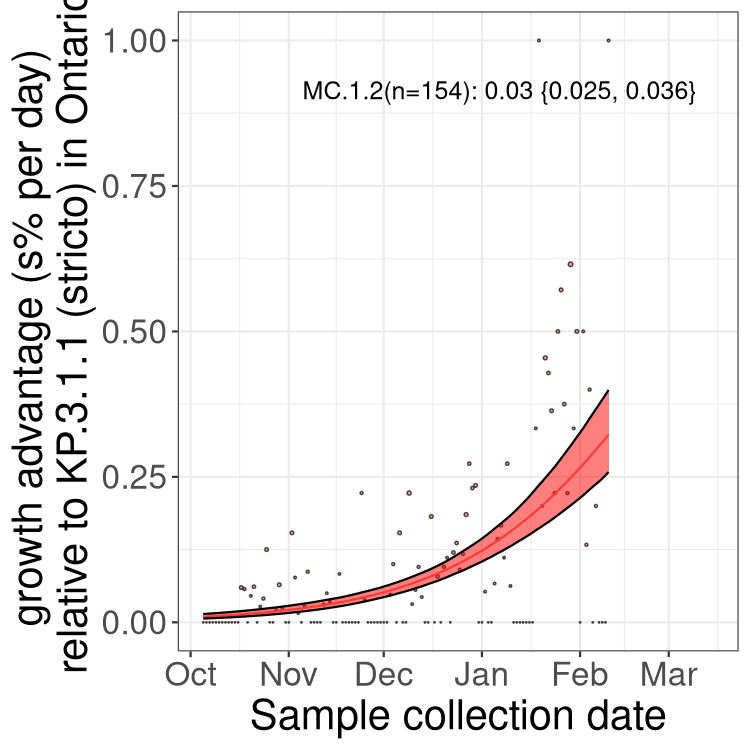 growth advantage (s% per day)
relative to KP.3.1.1 (stricto) in Ontario
1.00
MC.1.2(n=154): 0.03 {0.025, 0.036}
0.75
0.50
0.25
0.00
Oct Nov Dec Jan Feb Mar
Sample collection date